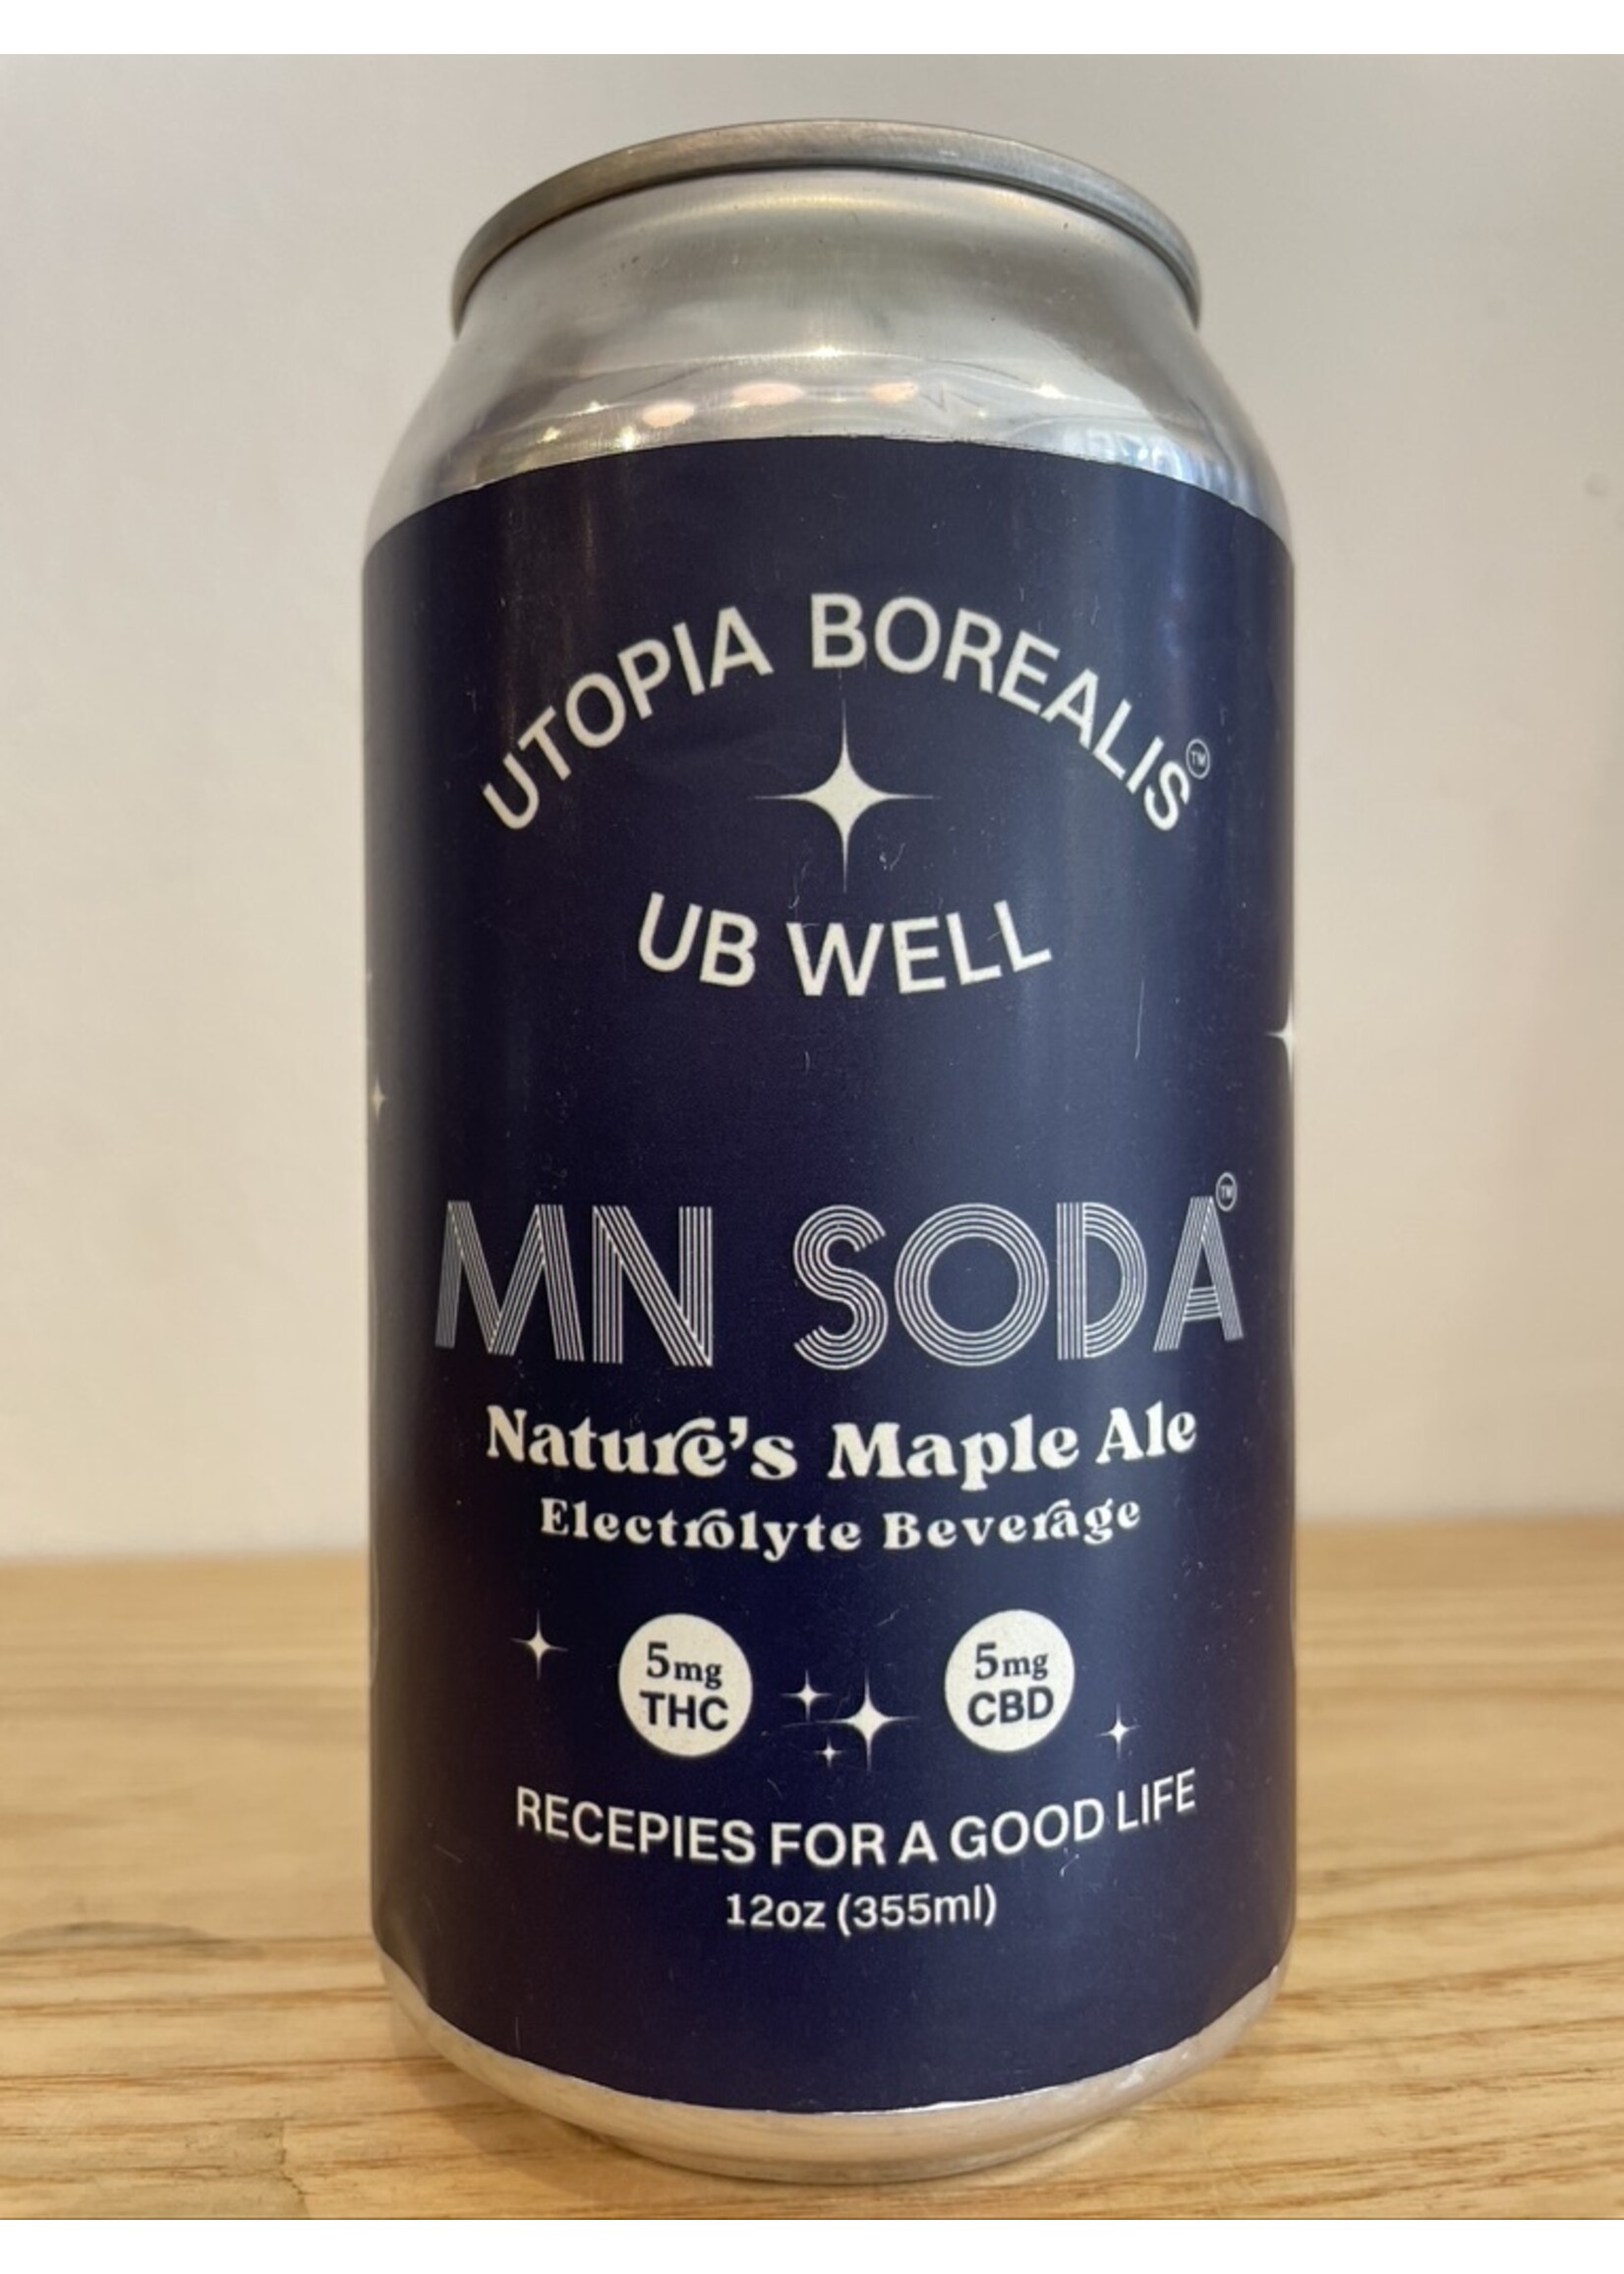 UTOPIA BOREALIS™
UB WELL
MN SODA™
Nature's Maple Ale
Electrolyte Beverage
5mg
THC
5mg
CBD
RECEPIES FOR A GOOD LIFE
12oz (355ml)